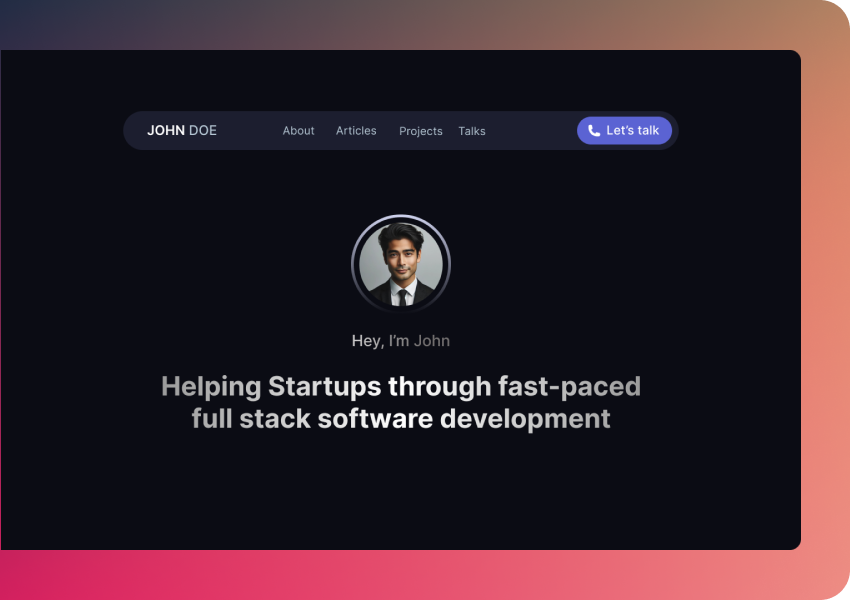 JOHN DOE
About Articles Projects Talks
Let's talk
Hey, I'm John
Helping Startups through fast-paced
full stack software development